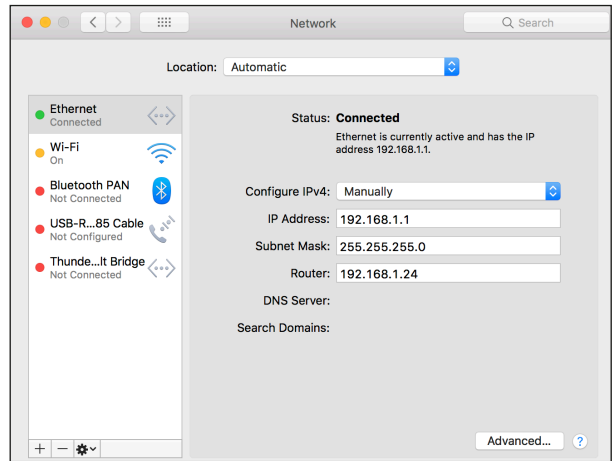 Network
Search
Location: Automatic
Ethernet
Connected
Wi-Fi
On
Bluetooth PAN
Not Connected
USB-R...85 Cable
Not Configured
Thunde...lt Bridge
Not Connected
Status: Connected
Ethernet is currently active and has the IP
address 192.168.1.1.
Configure IPv4: Manually
IP Address: 192.168.1.1
Subnet Mask: 255.255.255.0
Router: 192.168.1.24
DNS Server:
Search Domains:
Advanced... ?